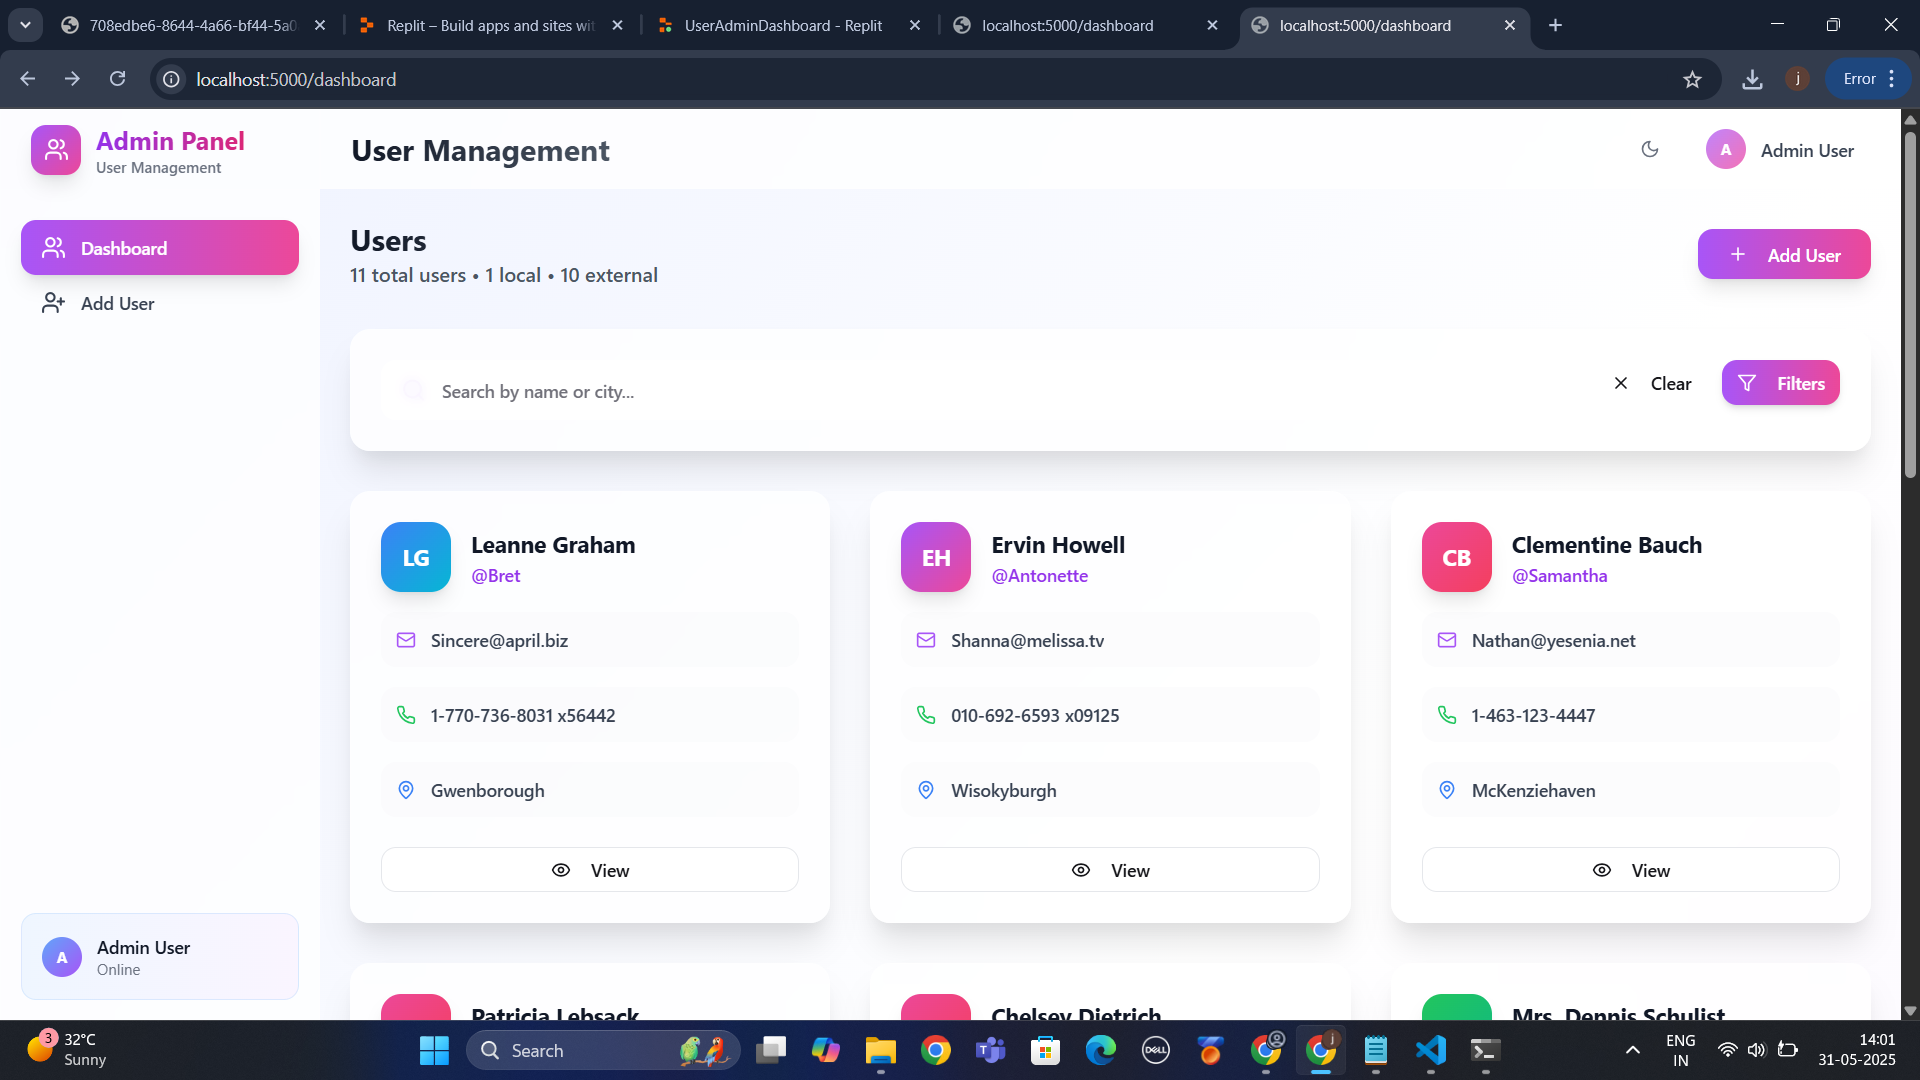 708edbe6-8644-4a66-bf44-5a0
Replit – Build apps and sites wit
UserAdminDashboard - Replit
localhost:5000/dashboard
localhost:5000/dashboard
localhost:5000/dashboard
j
Error
Admin Panel
User Management
User Management
A
Admin User
Dashboard
Add User
Users
11 total users • 1 local • 10 external
Add User
Search by name or city...
Clear
Filters
LG
Leanne Graham
@Bret
Sincere@april.biz
1-770-736-8031 x56442
Gwenborough
View
EH
Ervin Howell
@Antonette
Shanna@melissa.tv
010-692-6593 x09125
Wisokyburgh
View
CB
Clementine Bauch
@Samantha
Nathan@yesenia.net
1-463-123-4447
McKenziehaven
View
Patricia Lebsack
Chelsey Dietrich
Mrs. Dennis Schulist
A
Admin User
Online
3
32°C
Sunny
Search
T
DELL
j
ENG
IN
14:01
31-05-2025